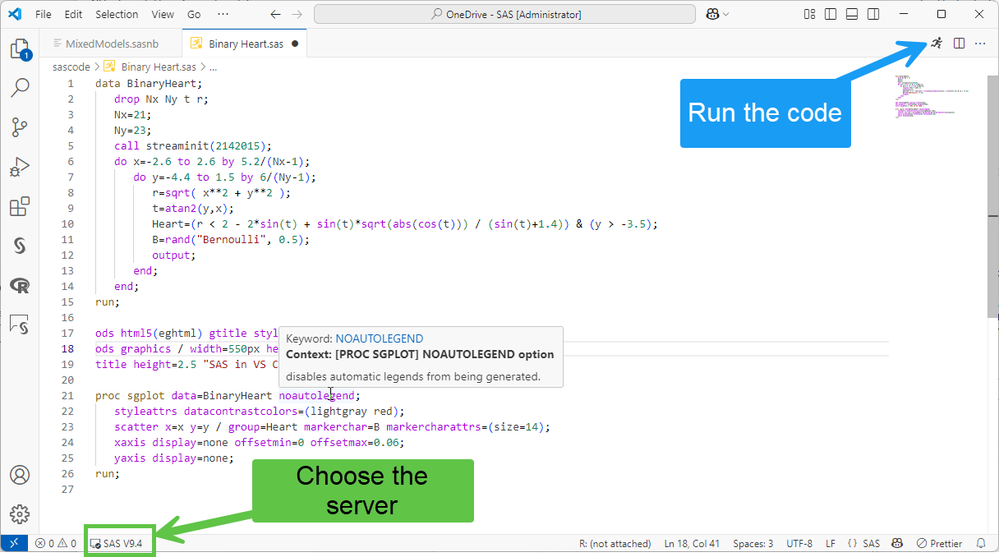 File Edit Selection View Go ··· OneDrive - SAS [Administrator]
MixedModels.sasnb Binary Heart.sas
sascode > Binary Heart.sas > ...
1 data BinaryHeart;
2 drop Nx Ny t r;
3 Nx=21;
4 Ny=23;
5 call streaminit(2142015);
6 do x=-2.6 to 2.6 by 5.2/(Nx-1);
7 do y=-4.4 to 1.5 by 6/(Ny-1);
8 r=sqrt( x**2 + y**2 );
9 t=atan2(y,x);
10 Heart=(r < 2 - 2*sin(t) + sin(t)*sqrt(abs(cos(t))) / (sin(t)+1.4)) & (y > -3.5);
11 B=rand("Bernoulli", 0.5);
12 output;
13 end;
14 end;
15 run;
16
17 ods html5(eghtml) gtitle styl
18 ods graphics / width=550px he
19 title height=2.5 "SAS in VS C
20
21 proc sgplot data=BinaryHeart noautolegend;
22 styleattrs datacontrastcolors=(lightgray red);
23 scatter x=x y=y / group=Heart markerchar=B markercharattrs=(size=14);
24 xaxis display=none offsetmin=0 offsetmax=0.06;
25 yaxis display=none;
26 run;
27
Keyword: NOAUTOLEGEND
Context: [PROC SGPLOT] NOAUTOLEGEND option
disables automatic legends from being generated.
Run the code
Choose the
server
1
0 0 SAS V9.4 R: (not attached) Ln 18, Col 41 Spaces: 3 UTF-8 LF {} SAS Prettier